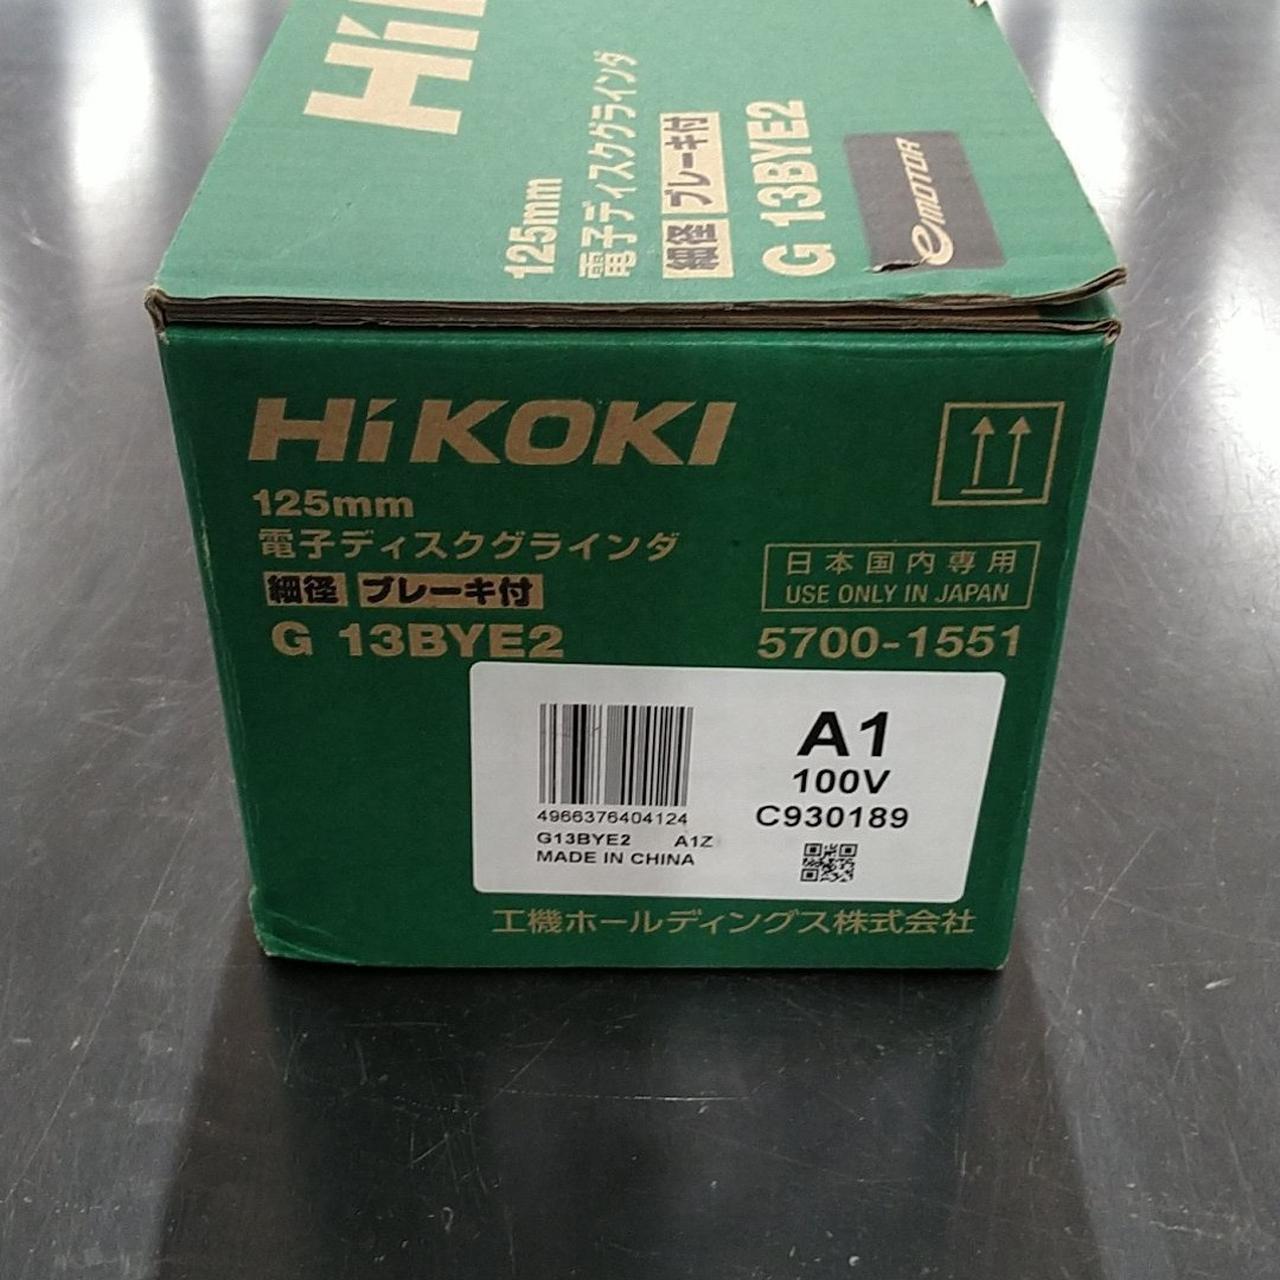 Hi
125mm
電子ディスクグラインダ
細径 ブレーキ付
G 13BYE2
eMOTOR
HiKOKI
125mm
電子ディスクグラインダ
細径 ブレーキ付
G 13BYE2
日本国内専用
USE ONLY IN JAPAN
5700-1551
4966376404124
G13BYE2 A1Z
MADE IN CHINA
A1
100V
C930189
工機ホールディングス株式会社